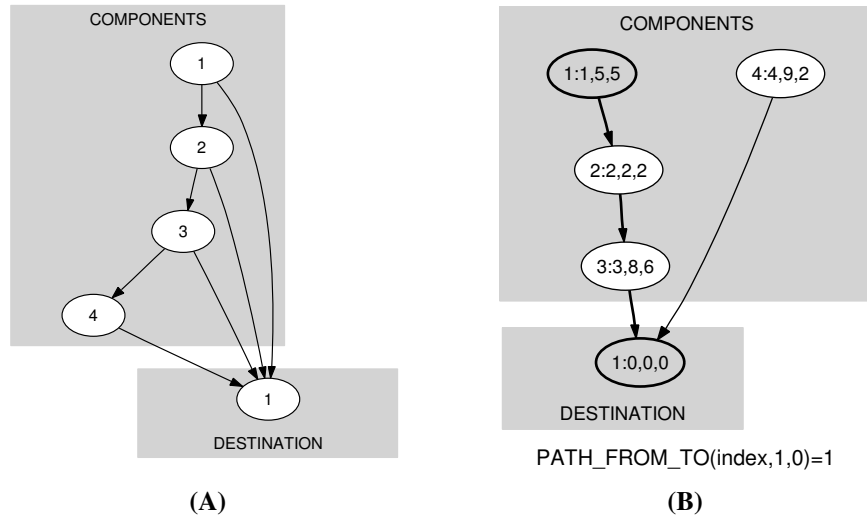 COMPONENTS
1
2
3
4
1
DESTINATION
(A)
COMPONENTS
1:1,5,5
4:4,9,2
2:2,2,2
3:3,8,6
1:0,0,0
DESTINATION
PATH_FROM_TO(index,1,0)=1
(B)